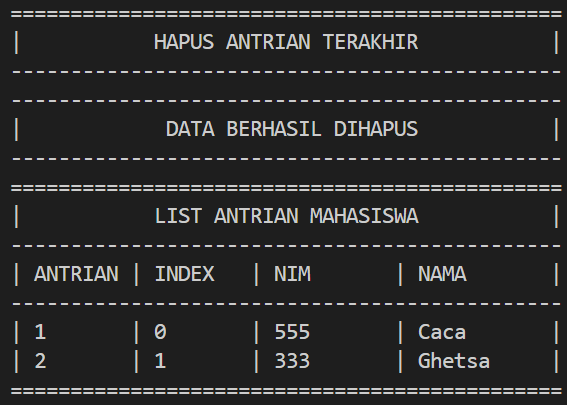 ==============================================
|           HAPUS ANTRIAN TERAKHIR           |
----------------------------------------------
----------------------------------------------
|            DATA BERHASIL DIHAPUS           |
----------------------------------------------
==============================================
|           LIST ANTRIAN MAHASISWA           |
----------------------------------------------
| ANTRIAN | INDEX   | NIM       | NAMA       |
----------------------------------------------
| 1       | 0       | 555       | Caca       |
| 2       | 1       | 333       | Ghetsa     |
==============================================